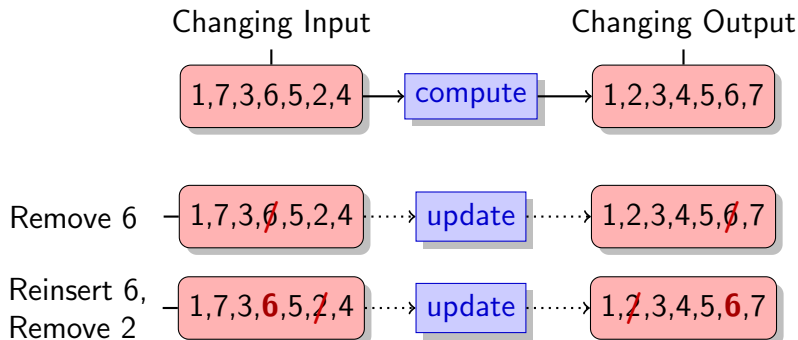 Changing Input Changing Output
1,7,3,6,5,2,4 compute 1,2,3,4,5,6,7
Remove 6 1,7,3,6,5,2,4 update 1,2,3,4,5,6,7
Reinsert 6,
Remove 2 1,7,3,6,5,2,4 update 1,2,3,4,5,6,7